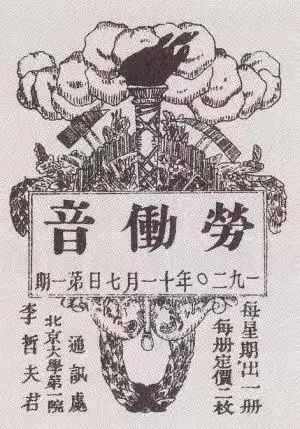 勞働音
一九二〇年十一月七日第一期
每星期出一册
每册定價二枚
通訊處
北京大學第一院
李哲夫君